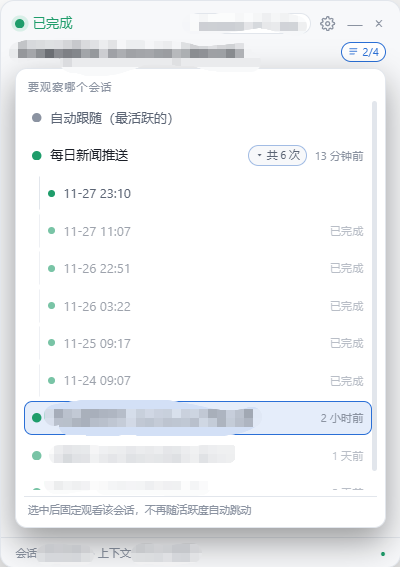 已完成
2/4
要观察哪个会话
自动跟随（最活跃的）
每日新闻推送 共 6 次 13 分钟前
11-27 23:10
11-27 11:07 已完成
11-26 22:51 已完成
11-26 03:22 已完成
11-25 09:17 已完成
11-24 09:07 已完成
2 小时前
1 天前
选中后固定观看该会话，不再随活跃度自动跳动
会话 上下文